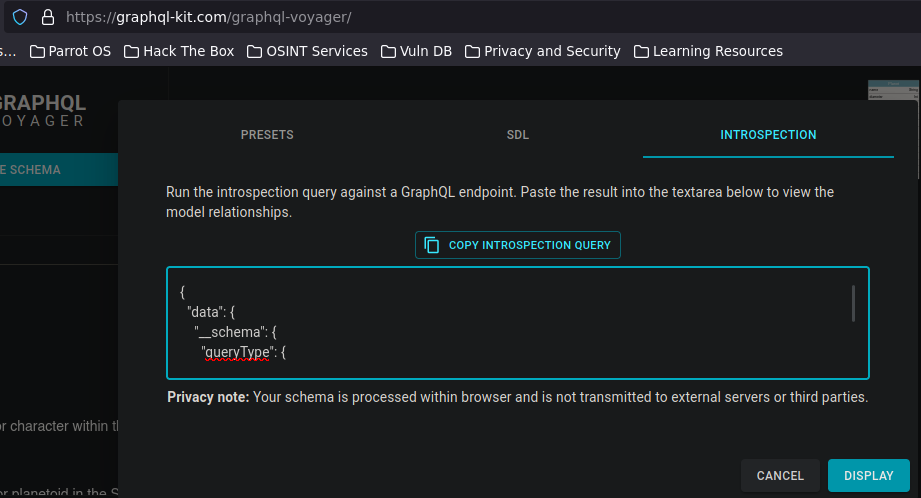 https://graphql-kit.com/graphql-voyager/
s... Parrot OS Hack The Box OSINT Services Vuln DB Privacy and Security Learning Resources
GRAPHQL
OYAGER
E SCHEMA
PRESETS SDL INTROSPECTION
Run the introspection query against a GraphQL endpoint. Paste the result into the textarea below to view the
model relationships.
COPY INTROSPECTION QUERY
{
"data": {
"__schema": {
"queryType": {
Privacy note: Your schema is processed within browser and is not transmitted to external servers or third parties.
or character within t
or planetoid in the S
CANCEL DISPLAY